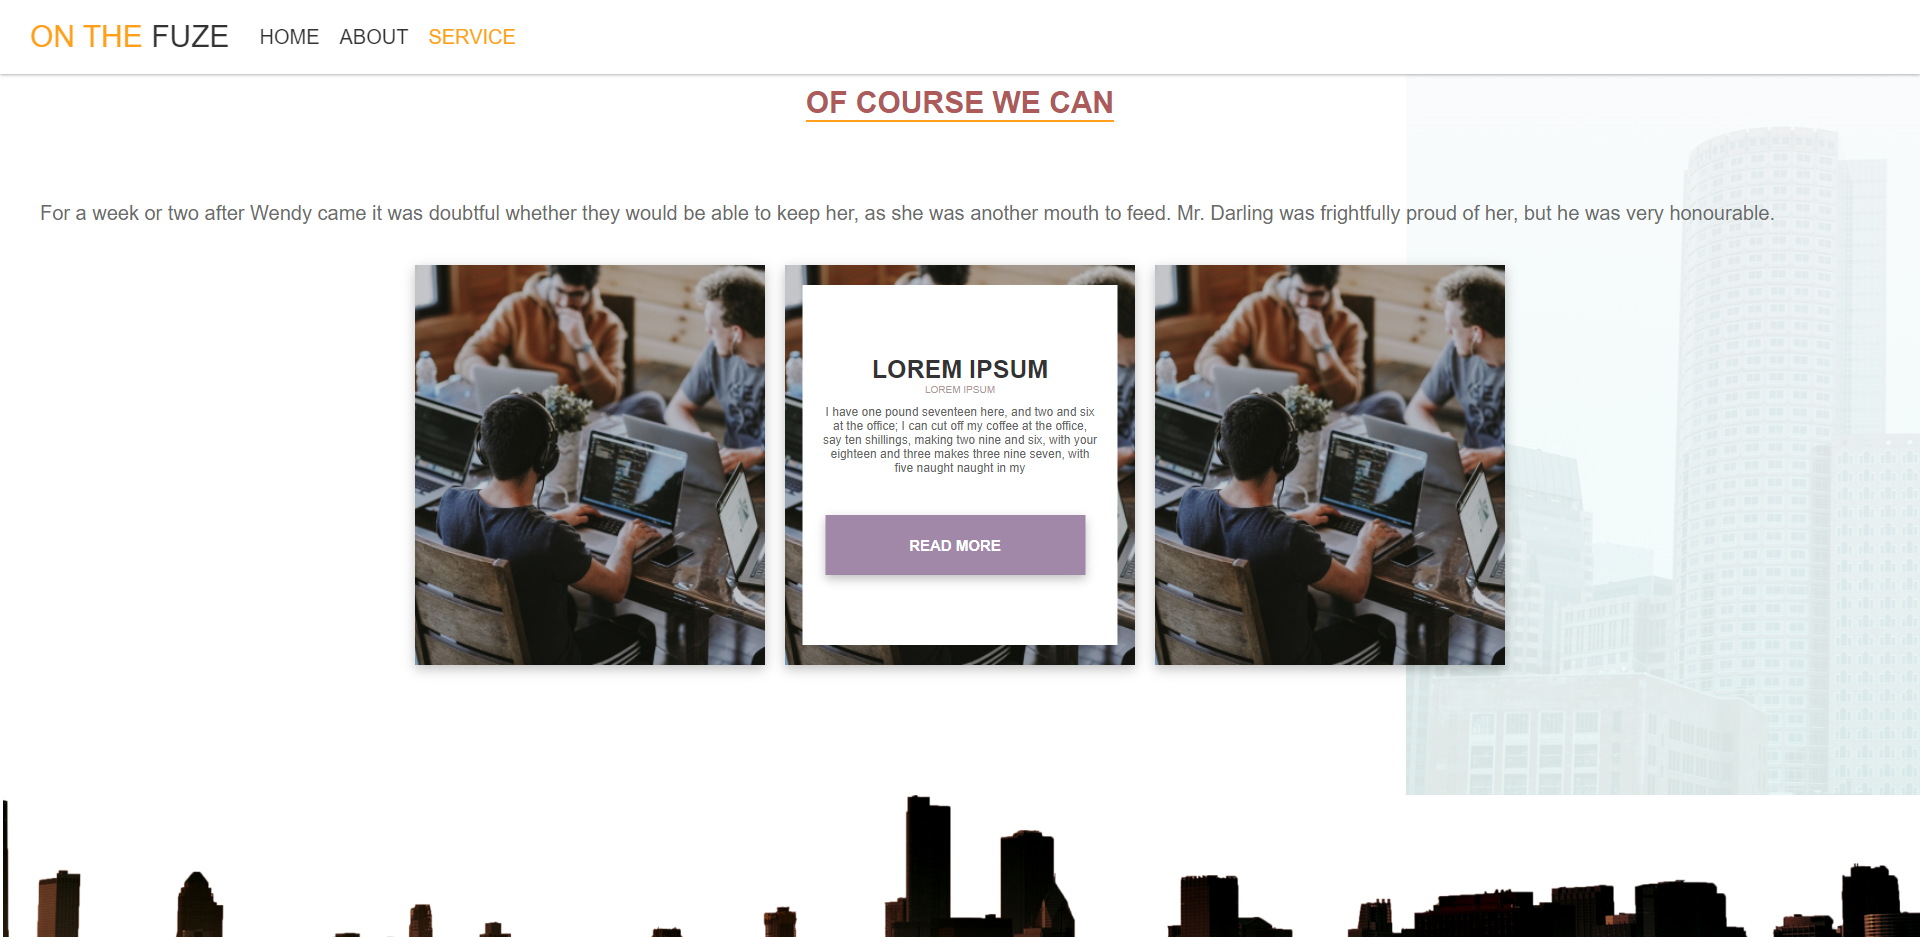 ON THE FUZE HOME ABOUT SERVICE
OF COURSE WE CAN
For a week or two after Wendy came it was doubtful whether they would be able to keep her, as she was another mouth to feed. Mr. Darling was frightfully proud of her, but he was very honourable.
LOREM IPSUM
LOREM IPSUM
I have one pound seventeen here, and two and six
at the office; I can cut off my coffee at the office,
say ten shillings, making two nine and six, with your
eighteen and three makes three nine seven, with
five naught naught in my
READ MORE